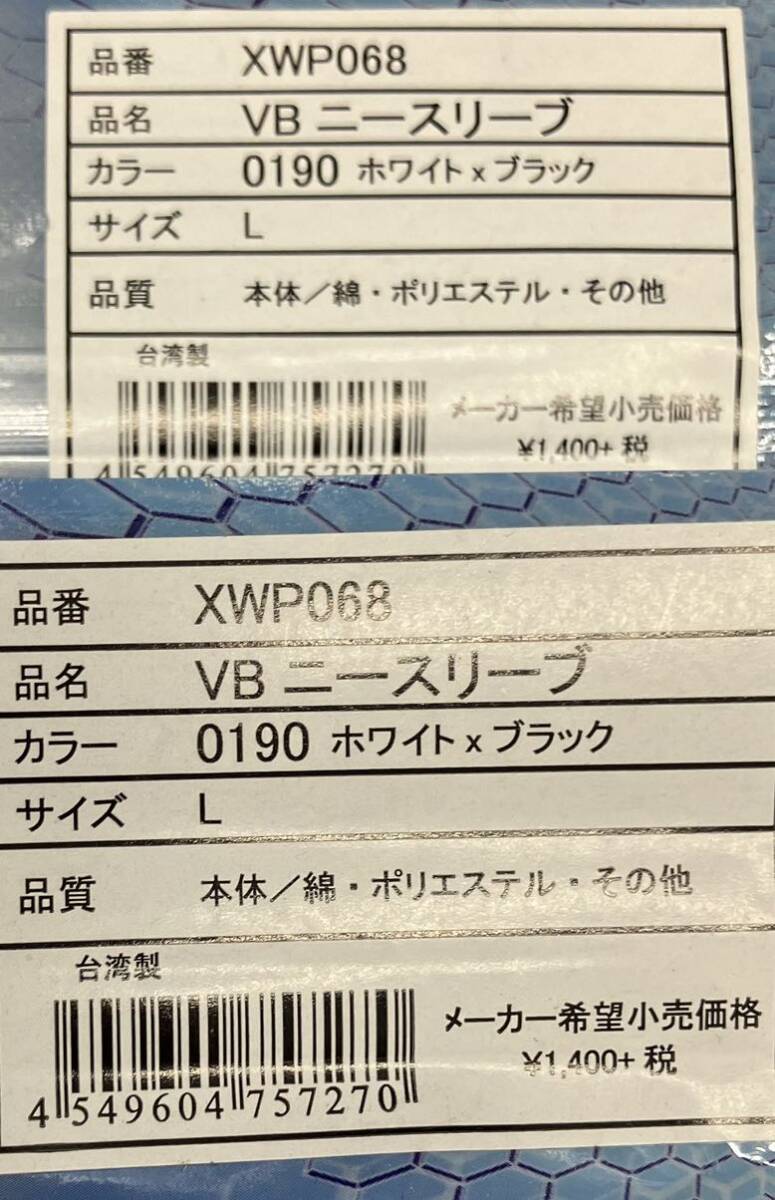 品番 XWP068
品名 VB ニースリーブ
カラー 0190 ホワイト x ブラック
サイズ L
品質 本体／綿・ポリエステル・その他
台湾製
メーカー希望小売価格
¥1,400+ 税
4 549604 757270
品番 XWP068
品名 VB ニースリーブ
カラー 0190 ホワイト x ブラック
サイズ L
品質 本体／綿・ポリエステル・その他
台湾製
メーカー希望小売価格
¥1,400+ 税
4 549604 757270